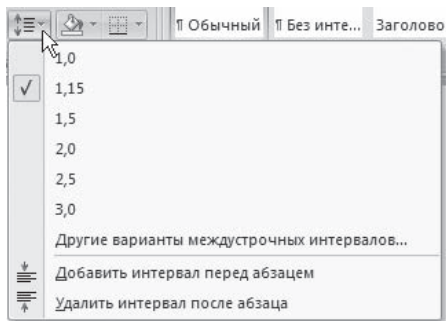 ¶ Обычный ¶ Без инте... Заголово
1,0
1,15
1,5
2,0
2,5
3,0
Другие варианты междустрочных интервалов...
Добавить интервал перед абзацем
Удалить интервал после абзаца